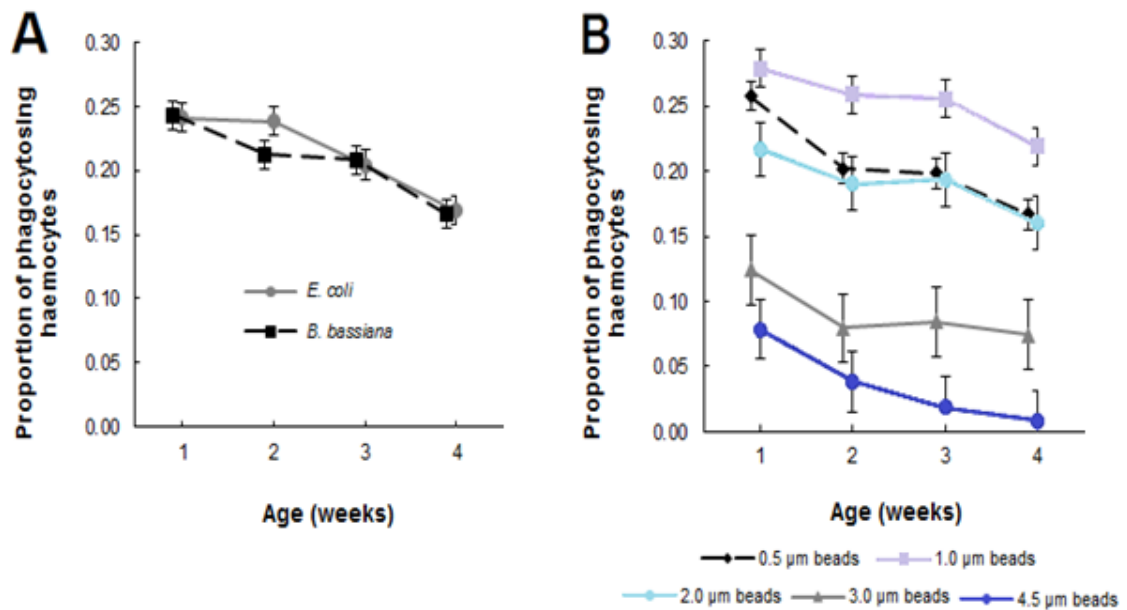 A
Proportion of phagocytosing
haemocytes
0.30
0.25
0.20
0.15
0.10
0.05
0.00
E. coli
B. bassiana
1 2 3 4
Age (weeks)
B
Proportion of phagocytosing
haemocytes
0.30
0.25
0.20
0.15
0.10
0.05
0.00
1 2 3 4
Age (weeks)
0.5 µm beads 1.0 µm beads
2.0 µm beads 3.0 µm beads 4.5 µm beads